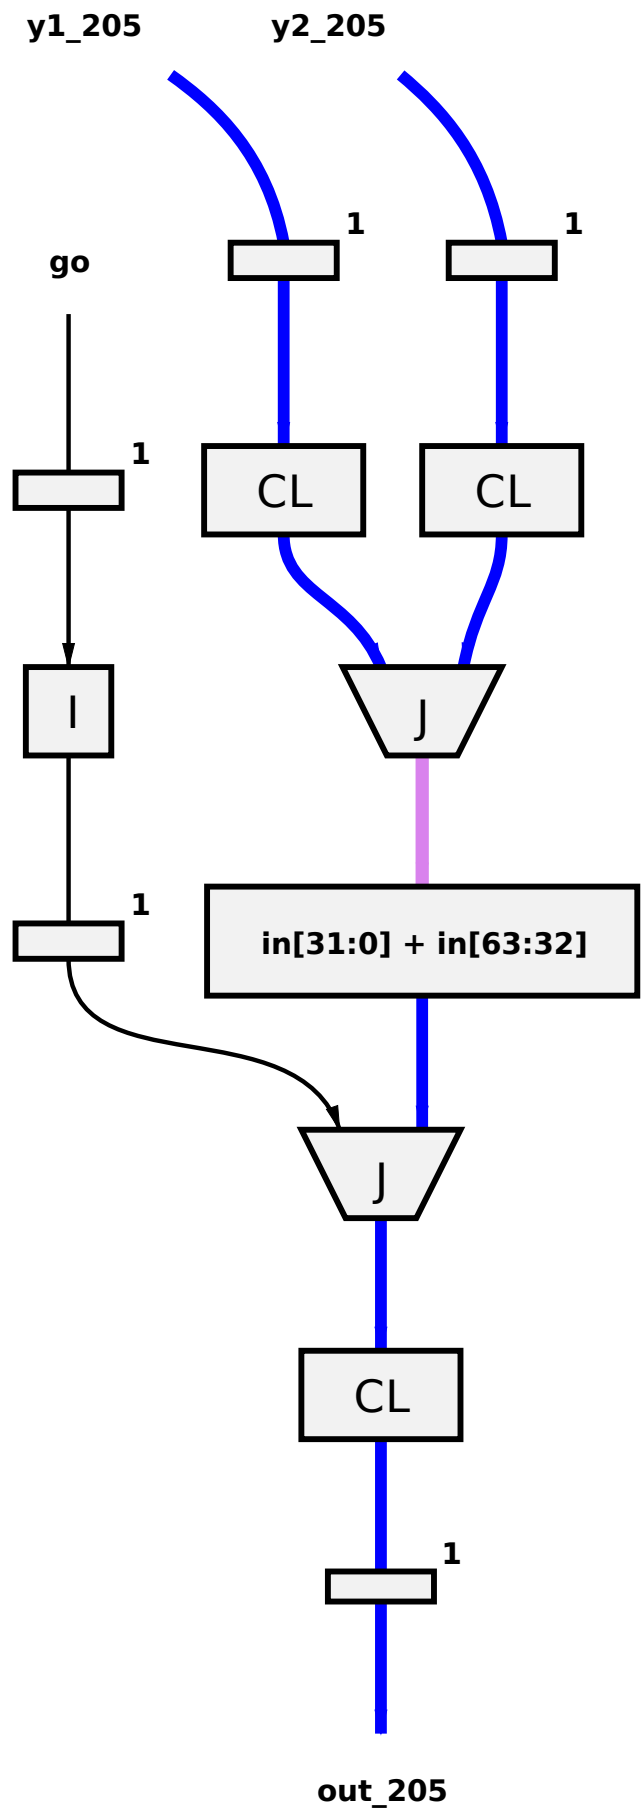 y1_205 y2_205
1 1
go
1
CL CL
I
J
1
in[31:0] + in[63:32]
J
CL
1
out_205